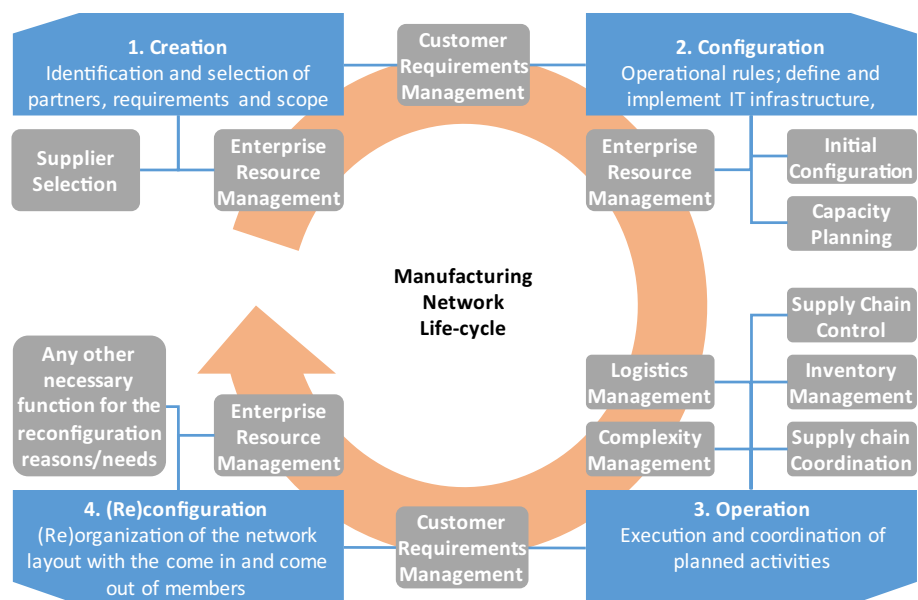 1. Creation
Identification and selection of
partners, requirements and scope
Customer
Requirements
Management
2. Configuration
Operational rules; define and
implement IT infrastructure,
Supplier
Selection
Enterprise
Resource
Management
Enterprise
Resource
Management
Initial
Configuration
Capacity
Planning
Manufacturing
Network
Life-cycle
Supply Chain
Control
Any other
necessary
function for the
reconfiguration
reasons/needs
Enterprise
Resource
Management
Logistics
Management
Inventory
Management
Complexity
Management
Supply chain
Coordination
4. (Re)configuration
(Re)organization of the network
layout with the come in and come
out of members
Customer
Requirements
Management
3. Operation
Execution and coordination of
planned activities